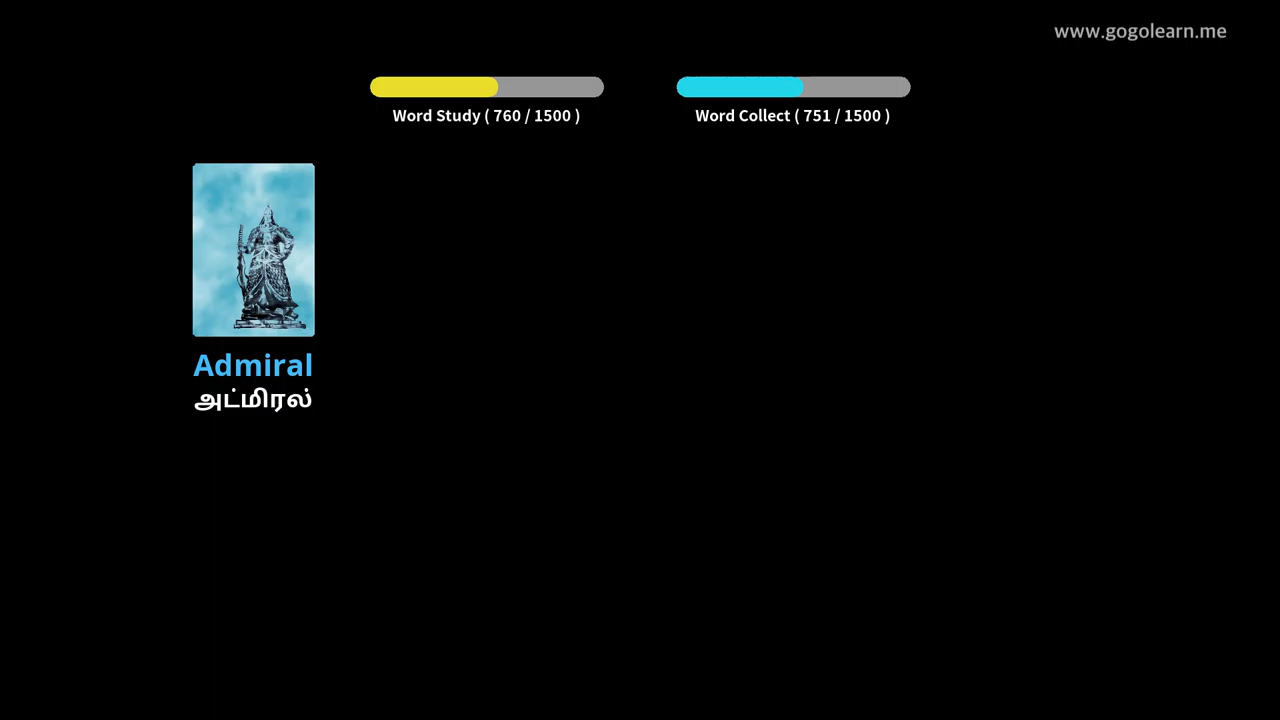 www.gogolearn.me
Word Study ( 760 / 1500 )
Word Collect ( 751 / 1500 )
Admiral
அட்மிரல்